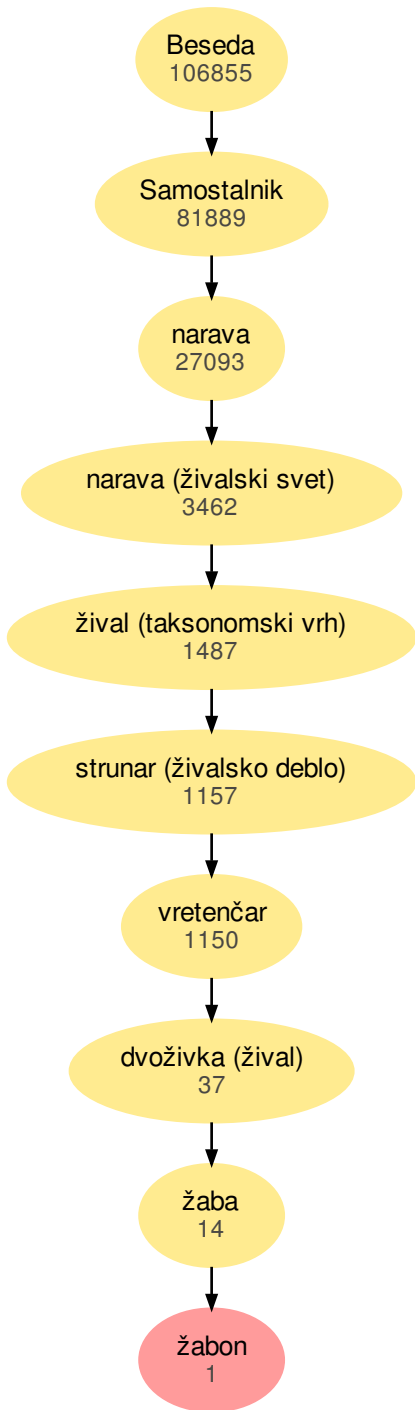 Beseda
106855
Samostalnik
81889
narava
27093
narava (živalski svet)
3462
žival (taksonomski vrh)
1487
strunar (živalsko deblo)
1157
vretenčar
1150
dvoživka (žival)
37
žaba
14
žabon
1